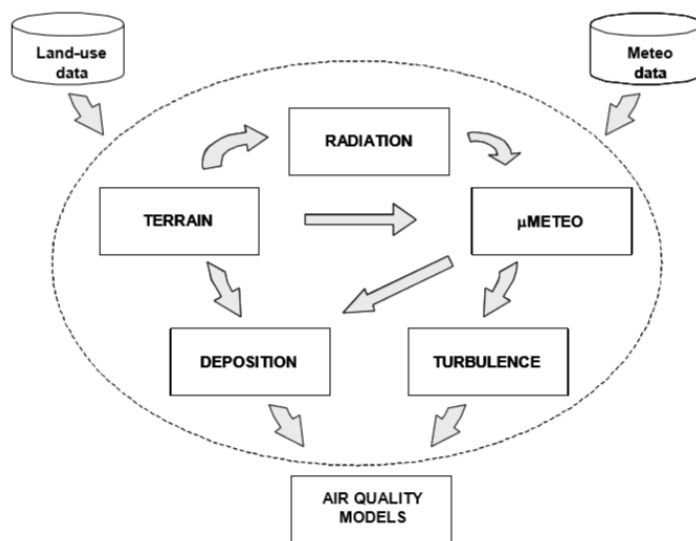 Land-use
data
Meteo
data
RADIATION
TERRAIN
μMETEO
DEPOSITION
TURBULENCE
AIR QUALITY
MODELS